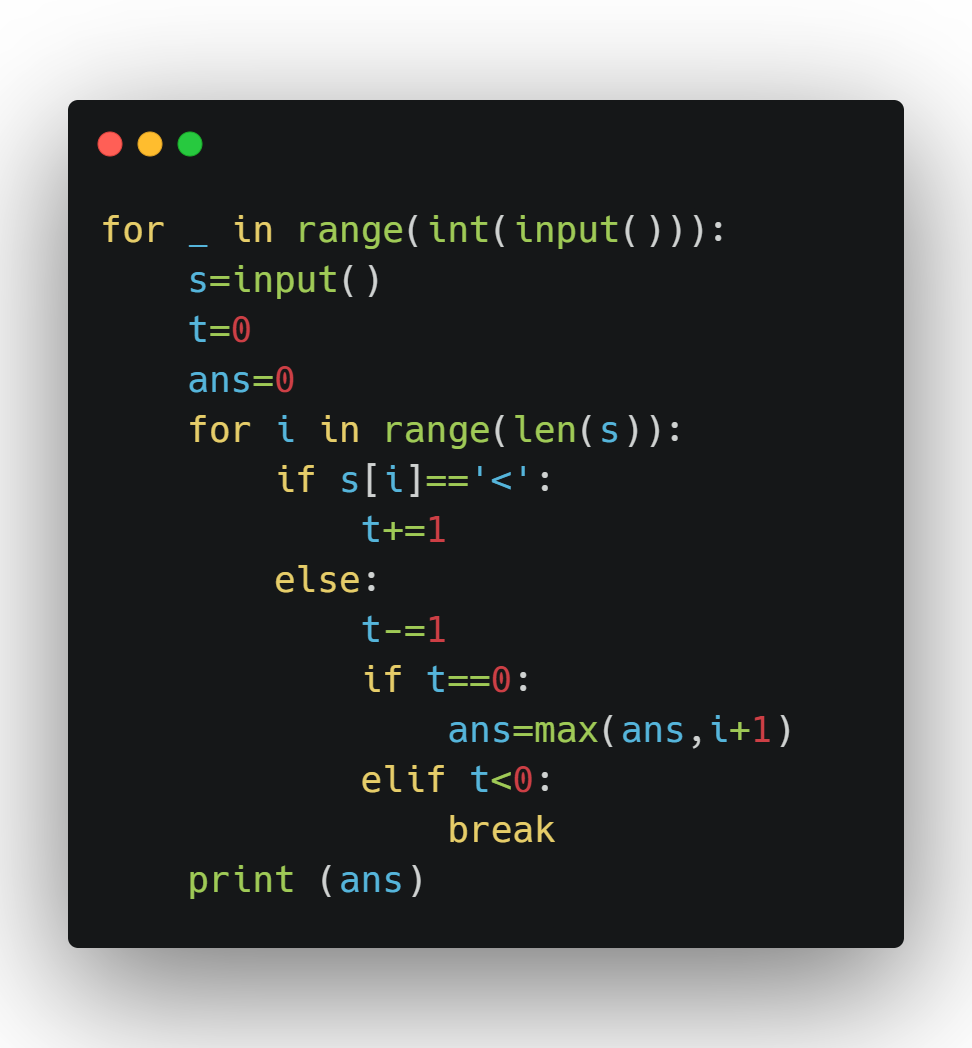 for _ in range(int(input())):
    s=input()
    t=0
    ans=0
    for i in range(len(s)):
        if s[i]=='<':
            t+=1
        else:
            t-=1
            if t==0:
                ans=max(ans,i+1)
            elif t<0:
                break
    print (ans)